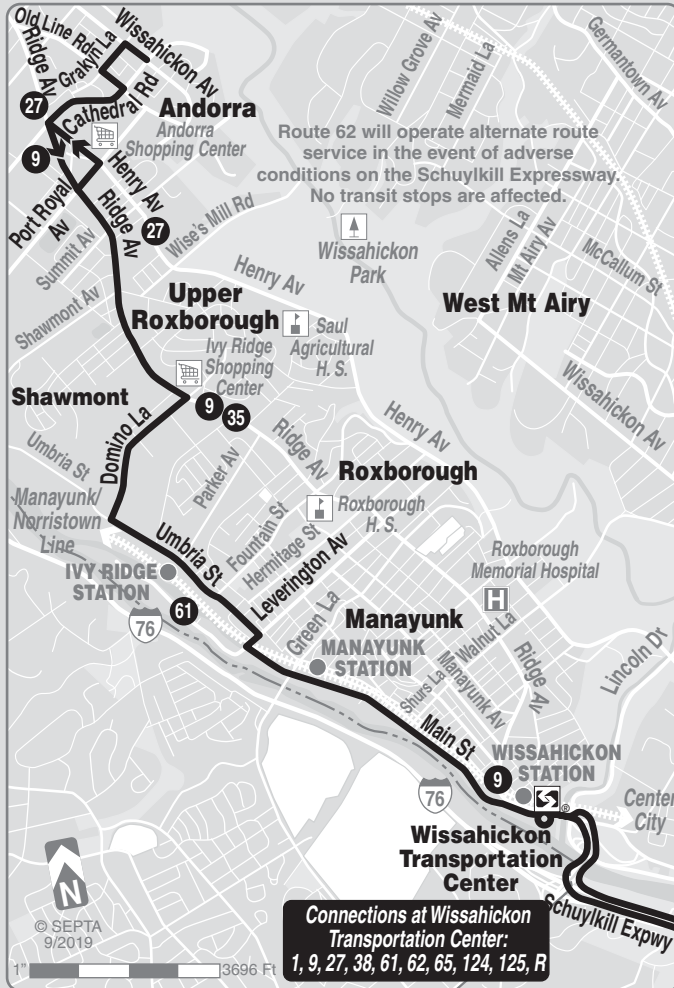 Old Line Rd
Wissahickon Av
Ridge Av
Grakyn La
Cathedral Rd
27
Andorra
Andorra
Shopping Center
Willow Grove Av
Mermaid La
Germantown Av
Route 62 will operate alternate route
service in the event of adverse
conditions on the Schuylkill Expressway.
No transit stops are affected.
9
Henry Av
Port Royal
Av
Ridge Av
27
Summit Av
Wise's Mill Rd
Wissahickon
Park
Allens La
Mt Airy Av
McCallum St
Shawmont Av
Henry Av
Upper
Roxborough
West Mt Airy
Saul
Agricultural
H. S.
Ivy Ridge
Shopping
Center
Wissahickon Av
Shawmont
9
35
Domino La
Henry Av
Umbria St
Parker Av
Ridge Av
Roxborough
Manayunk/
Norristown
Line
Fountain St
Hermitage St
Roxborough
H. S.
Umbria St
Leverington Av
Roxborough
Memorial Hospital
H
IVY RIDGE
STATION
61
76
Green La
Manayunk
MANAYUNK
STATION
Shurs La
Walnut La
Manayunk Av
Ridge Av
Lincoln Dr
Main St
WISSAHICKON
STATION
9
®
76
Center
City
Wissahickon
Transportation
Center
Schuylkill Expwy
N
© SEPTA
9/2019
Connections at Wissahickon
Transportation Center:
1, 9, 27, 38, 61, 62, 65, 124, 125, R
1" 3696 Ft